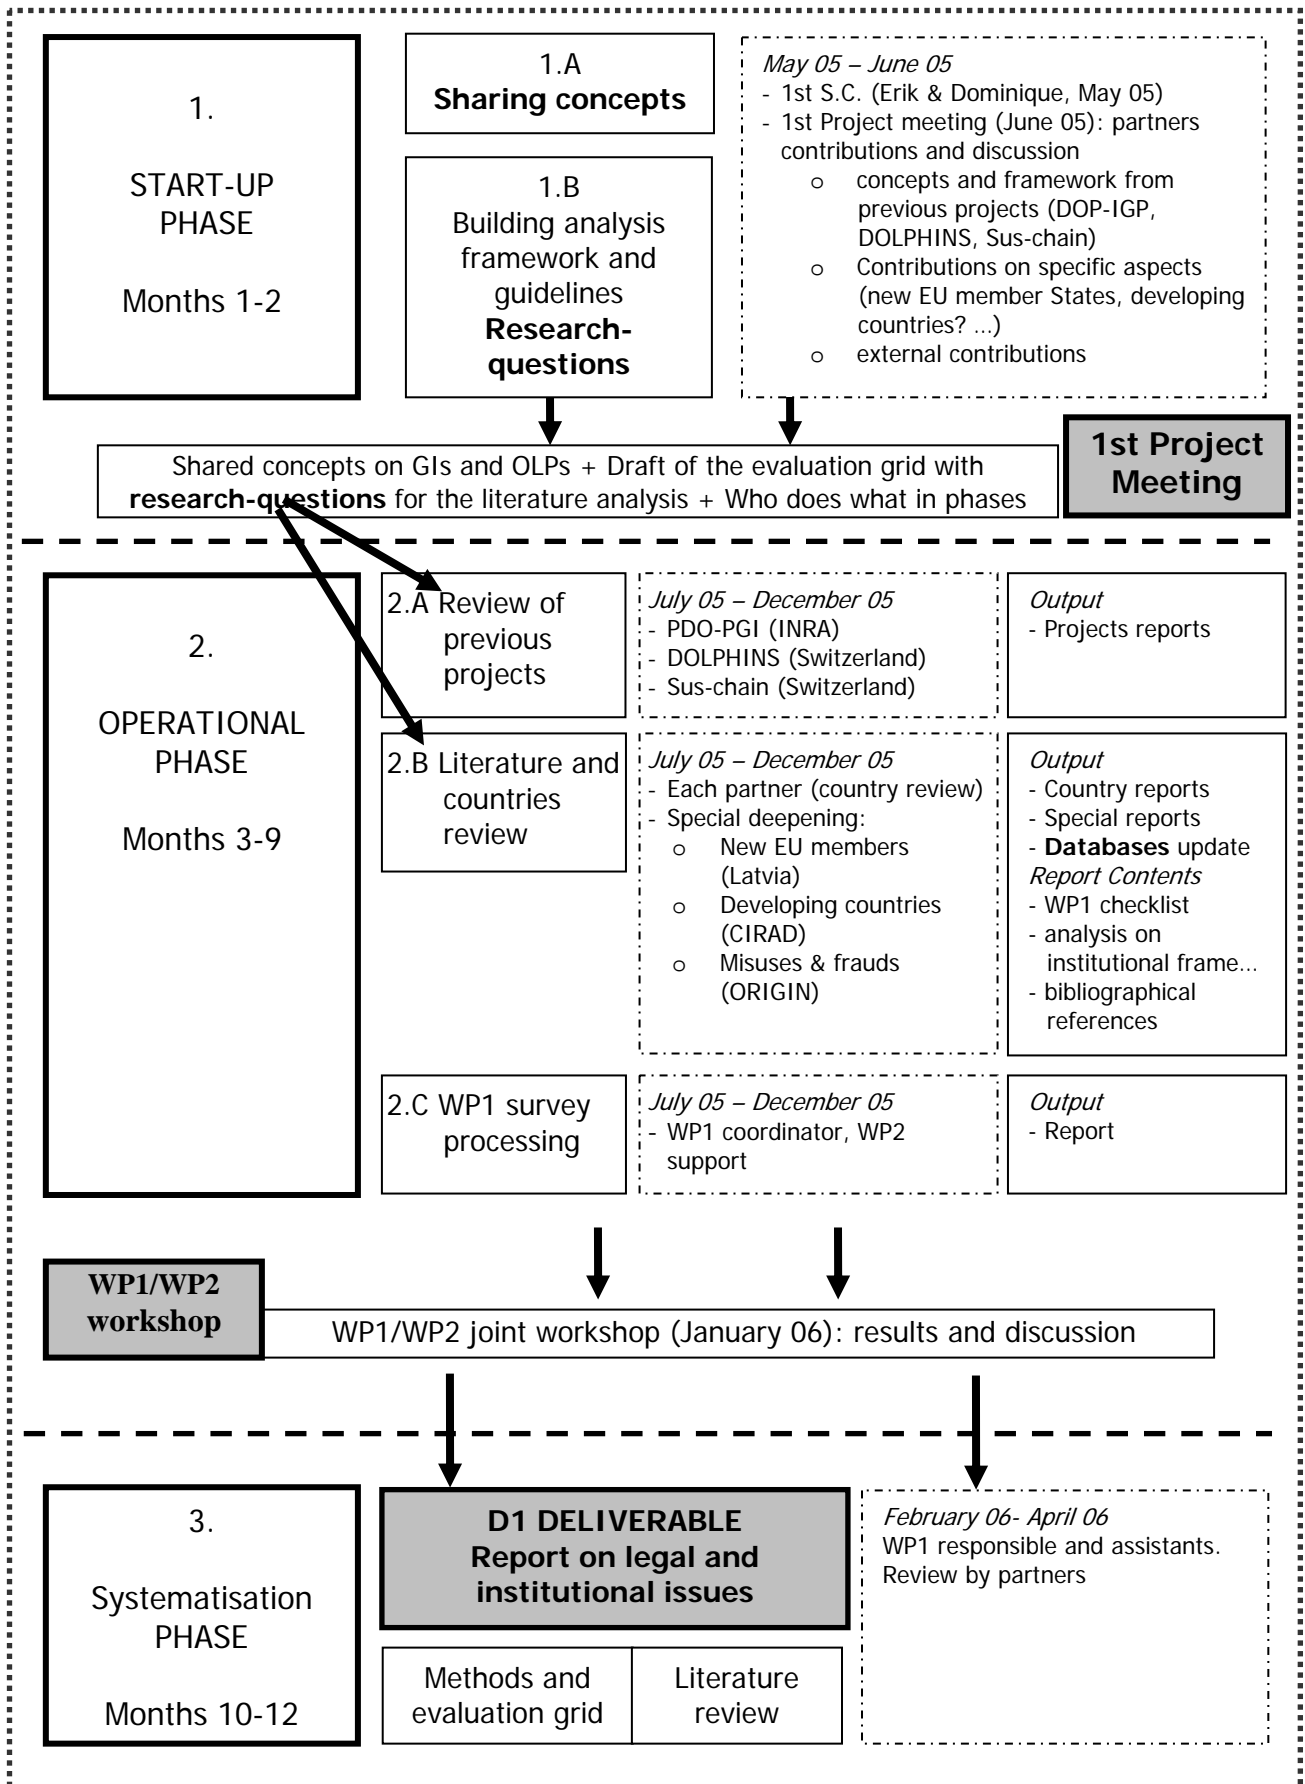 1.
START-UP
PHASE
Months 1-2
1.A
Sharing concepts
1.B
Building analysis
framework and
guidelines
Research-
questions
May 05 – June 05
- 1st S.C. (Erik & Dominique, May 05)
- 1st Project meeting (June 05): partners
contributions and discussion
o concepts and framework from
previous projects (DOP-IGP,
DOLPHINS, Sus-chain)
o Contributions on specific aspects
(new EU member States, developing
countries? ...)
o external contributions
1st Project
Meeting
Shared concepts on GIs and OLPs + Draft of the evaluation grid with
research-questions for the literature analysis + Who does what in phases
2.
OPERATIONAL
PHASE
Months 3-9
2.A Review of
previous
projects
July 05 – December 05
- PDO-PGI (INRA)
- DOLPHINS (Switzerland)
- Sus-chain (Switzerland)
Output
- Projects reports
2.B Literature and
countries
review
July 05 – December 05
- Each partner (country review)
- Special deepening:
o New EU members
(Latvia)
o Developing countries
(CIRAD)
o Misuses & frauds
(ORIGIN)
Output
- Country reports
- Special reports
- Databases update
Report Contents
- WP1 checklist
- analysis on
institutional frame...
- bibliographical
references
2.C WP1 survey
processing
July 05 – December 05
- WP1 coordinator, WP2
support
Output
- Report
WP1/WP2
workshop
WP1/WP2 joint workshop (January 06): results and discussion
3.
Systematisation
PHASE
Months 10-12
D1 DELIVERABLE
Report on legal and
institutional issues
Methods and
evaluation grid
Literature
review
February 06- April 06
WP1 responsible and assistants.
Review by partners